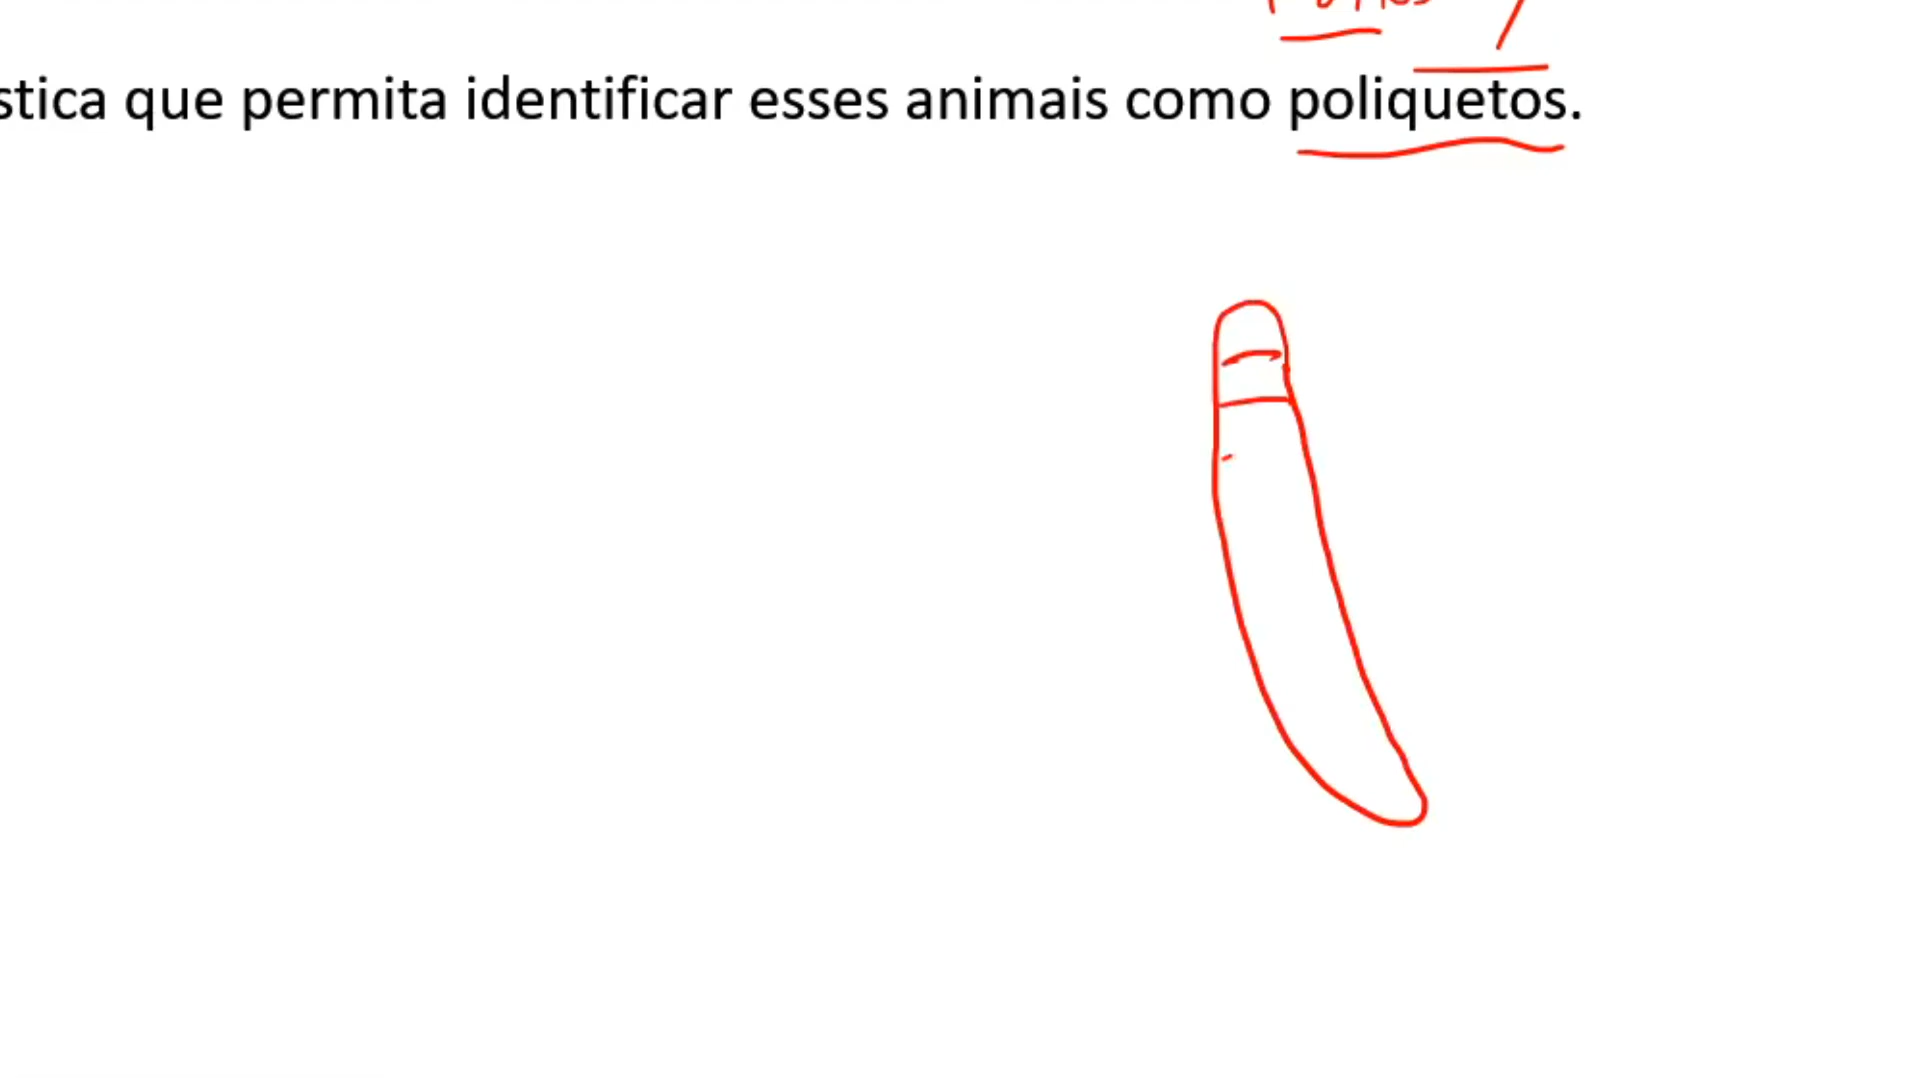 stica que permita identificar esses animais como poliquetos.